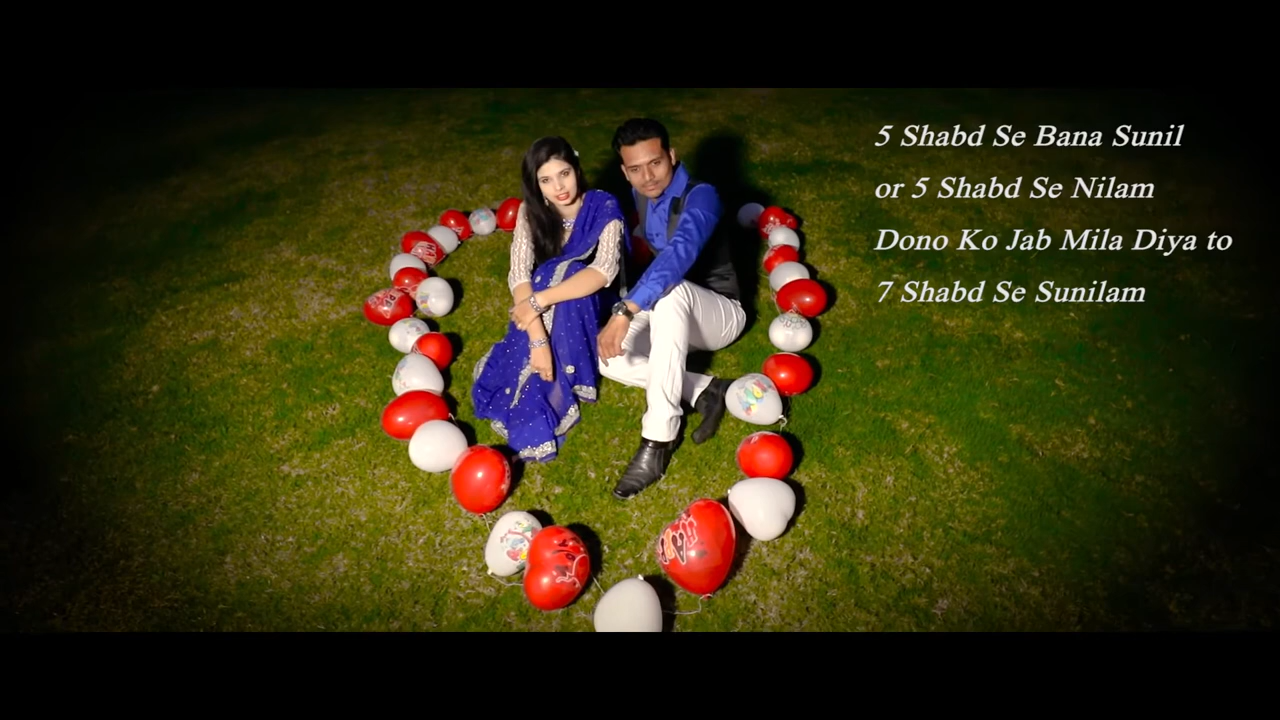 5 Shabd Se Bana Sunil
or 5 Shabd Se Nilam
Dono Ko Jab Mila Diya to
7 Shabd Se Sunilam